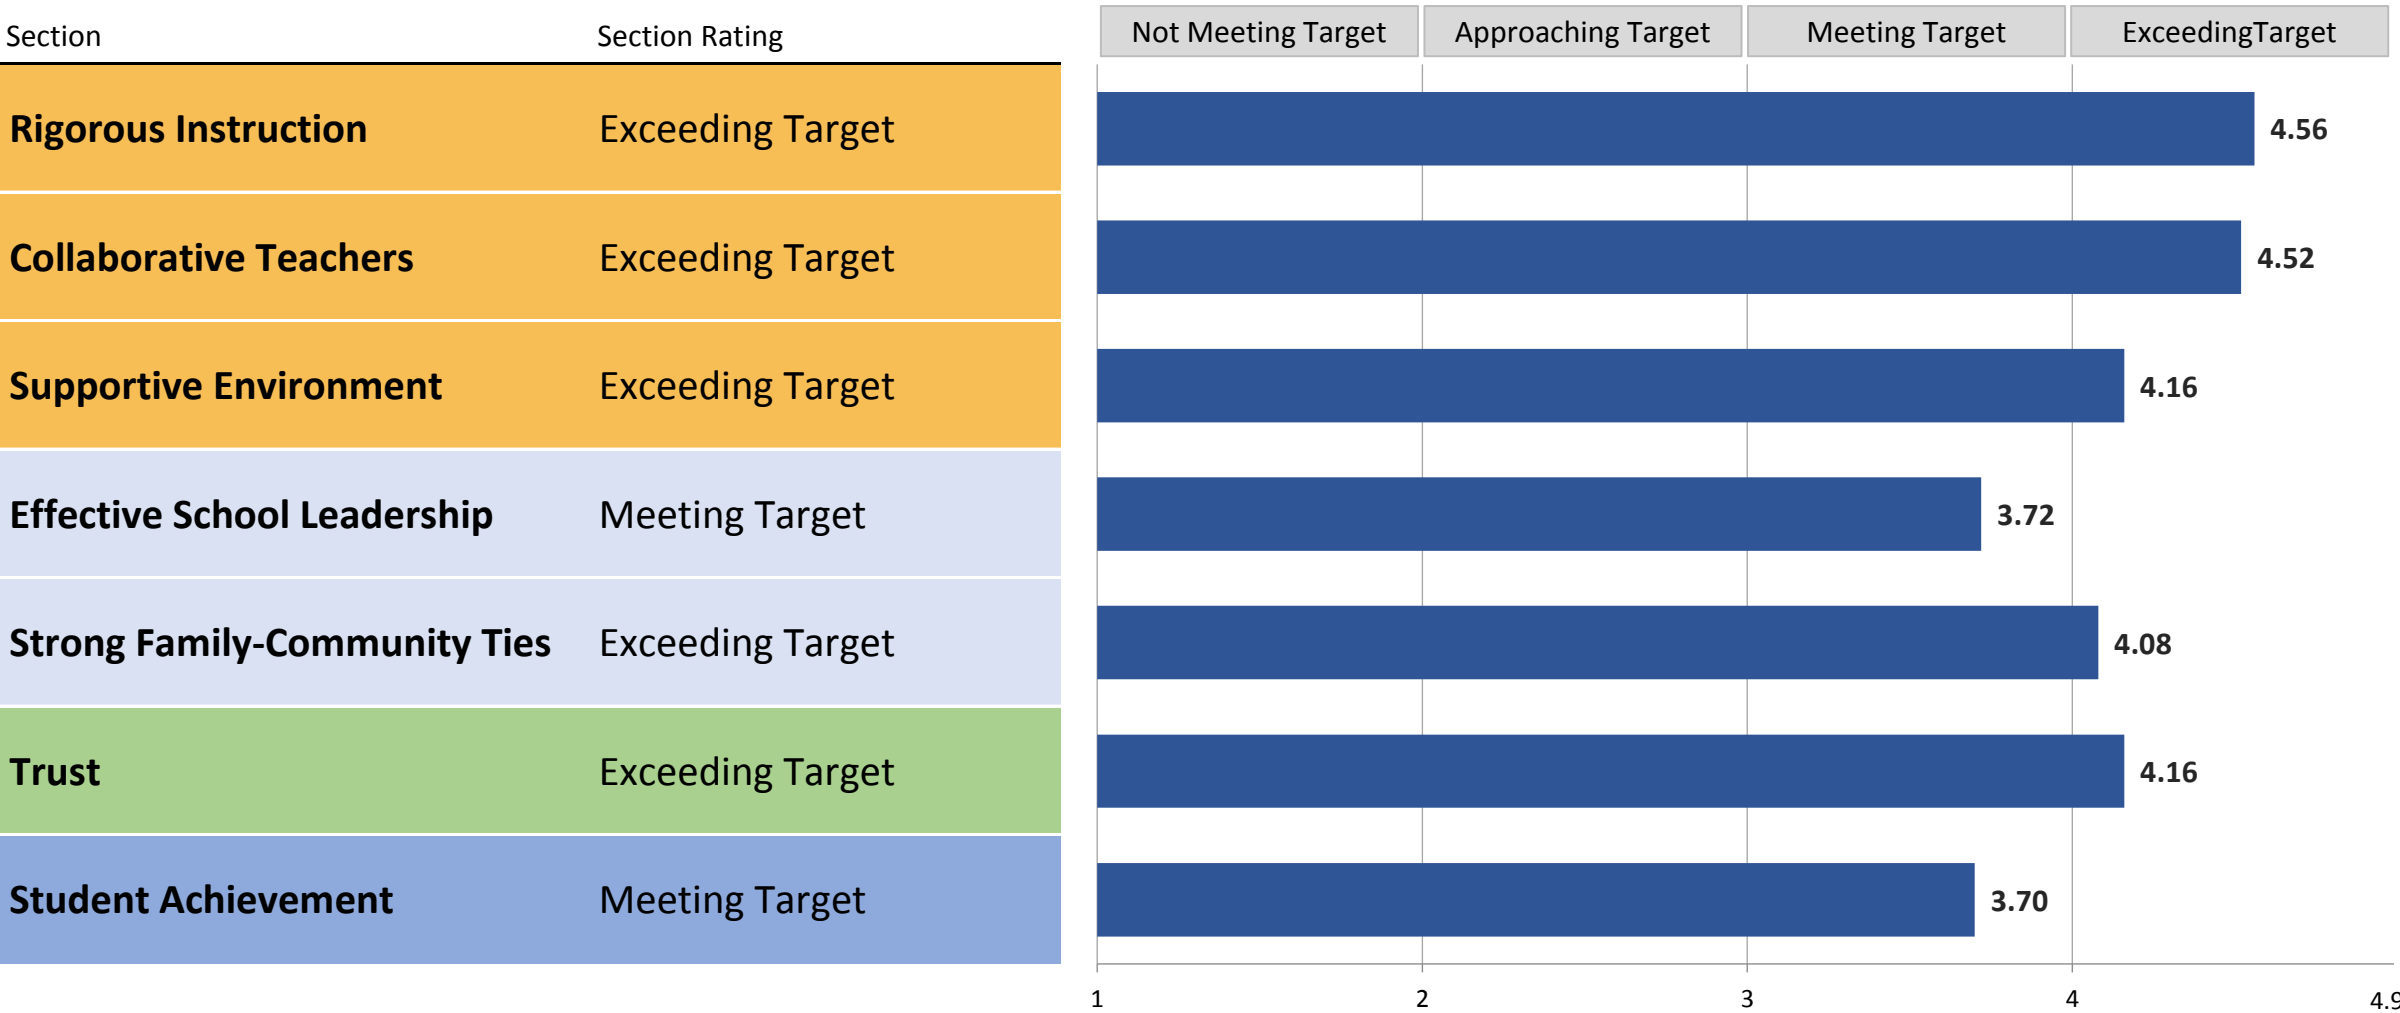 Section Section Rating Not Meeting Target Approaching Target Meeting Target ExceedingTarget
Rigorous Instruction Exceeding Target 4.56
Collaborative Teachers Exceeding Target 4.52
Supportive Environment Exceeding Target 4.16
Effective School Leadership Meeting Target 3.72
Strong Family-Community Ties Exceeding Target 4.08
Trust Exceeding Target 4.16
Student Achievement Meeting Target 3.70
1 2 3 4 4.9